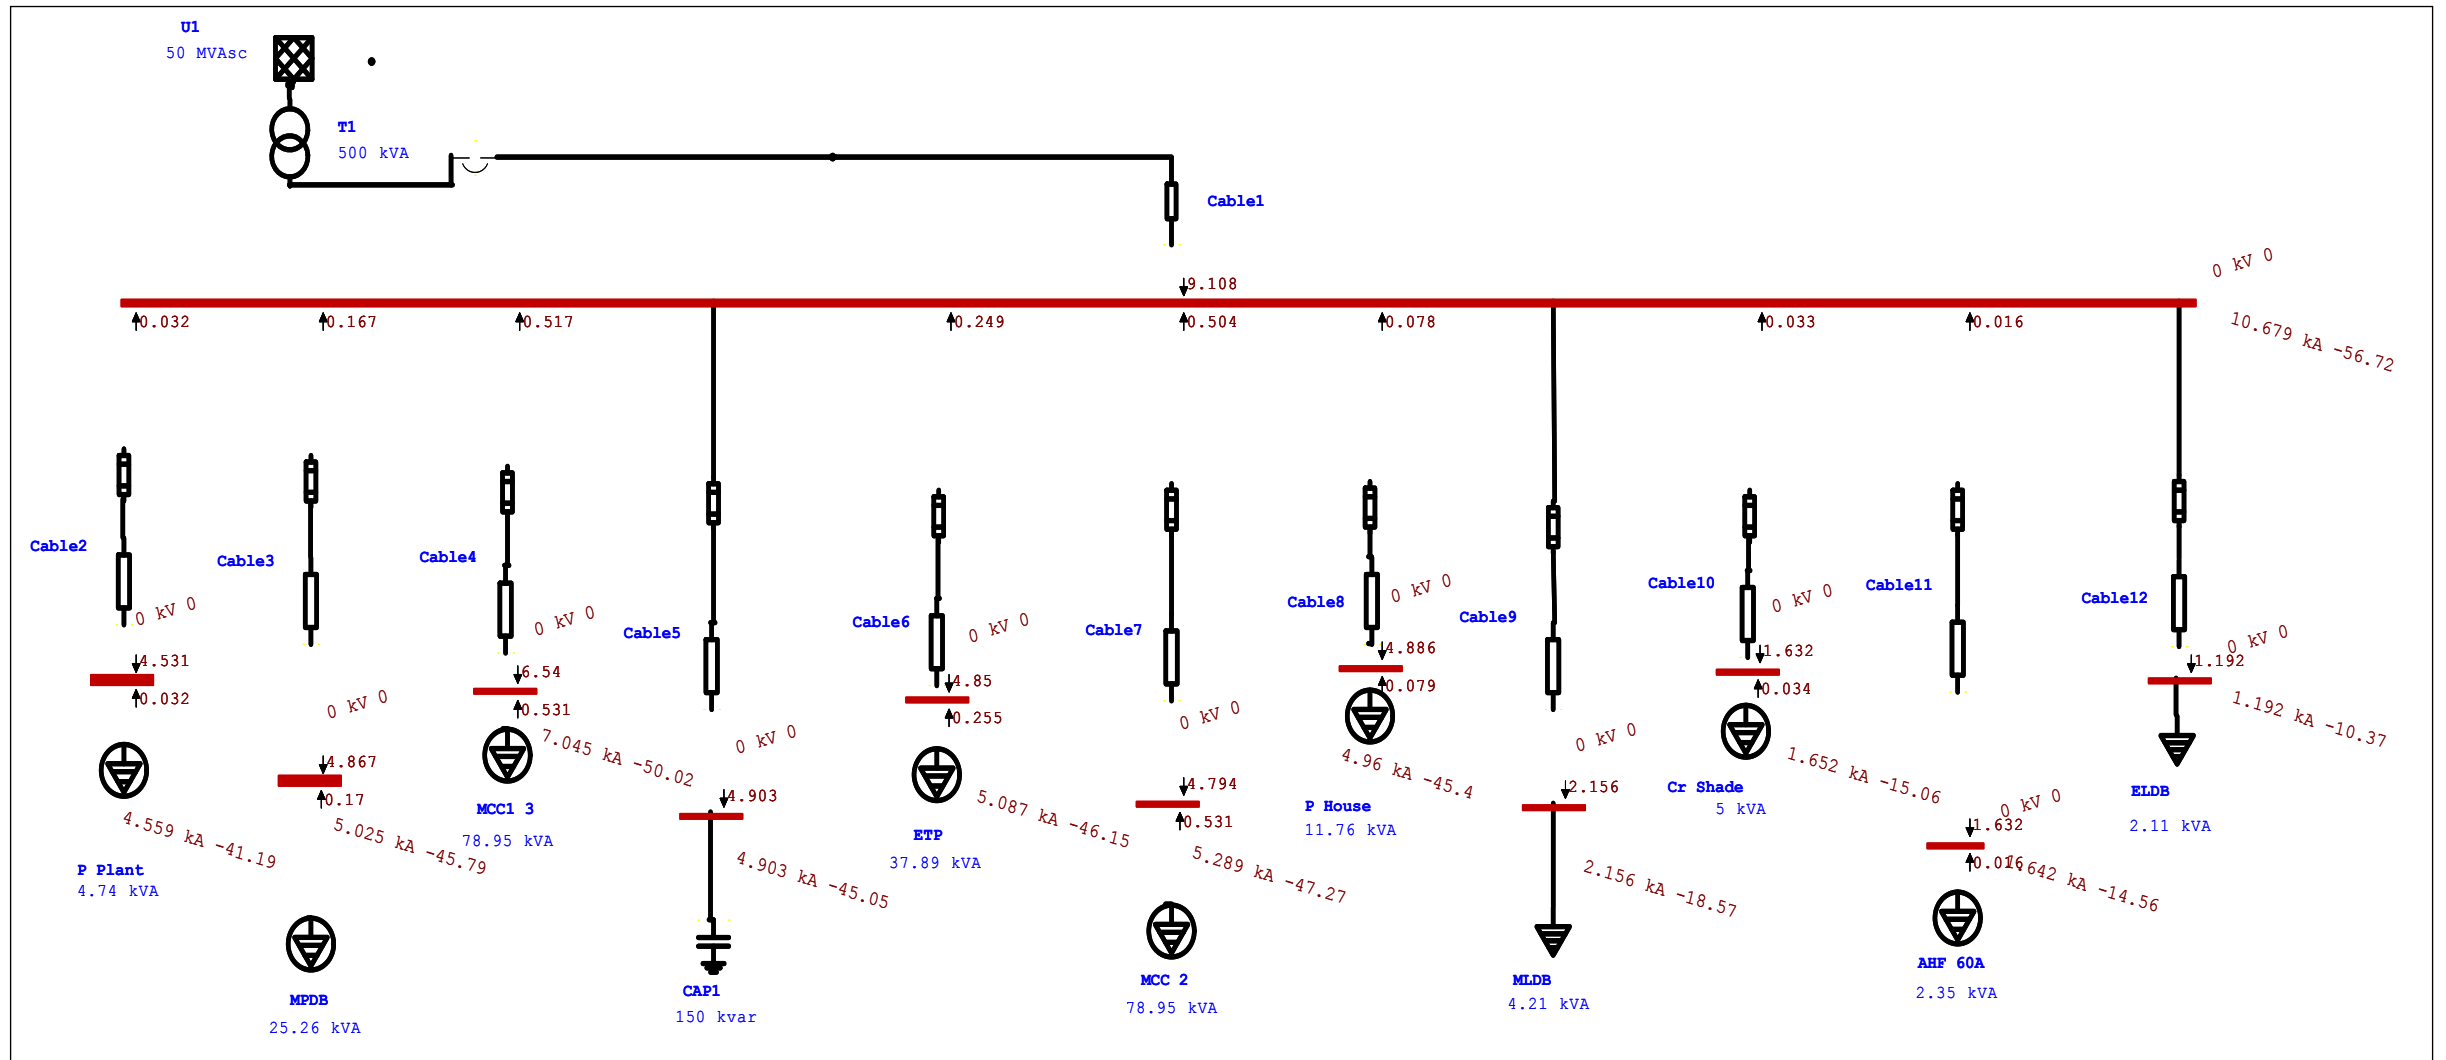 U1
50 MVAsc
T1
500 kVA
Cable1
0 kV 0
9.108
0.032
0.167
0.517
0.249
0.504
0.078
0.033
0.016
10.679 kA -56.72
Cable2
Cable3
Cable4
Cable5
Cable6
Cable7
Cable8
Cable9
Cable10
Cable11
Cable12
0 kV 0
4.531
0.032
4.559 kA -41.19
P Plant
4.74 kVA
0 kV 0
4.867
0.17
5.025 kA -45.79
MPDB
25.26 kVA
0 kV 0
6.54
0.531
7.045 kA -50.02
MCC1 3
78.95 kVA
0 kV 0
4.903
4.903 kA -45.05
CAP1
150 kvar
0 kV 0
4.85
0.255
5.087 kA -46.15
ETP
37.89 kVA
0 kV 0
4.794
0.531
5.289 kA -47.27
MCC 2
78.95 kVA
0 kV 0
4.886
0.079
4.96 kA -45.4
P House
11.76 kVA
0 kV 0
2.156
2.156 kA -18.57
MLDB
4.21 kVA
0 kV 0
1.632
0.034
1.652 kA -15.06
Cr Shade
5 kVA
0 kV 0
1.632
0.016
1.642 kA -14.56
AHF 60A
2.35 kVA
0 kV 0
1.192
1.192 kA -10.37
ELDB
2.11 kVA